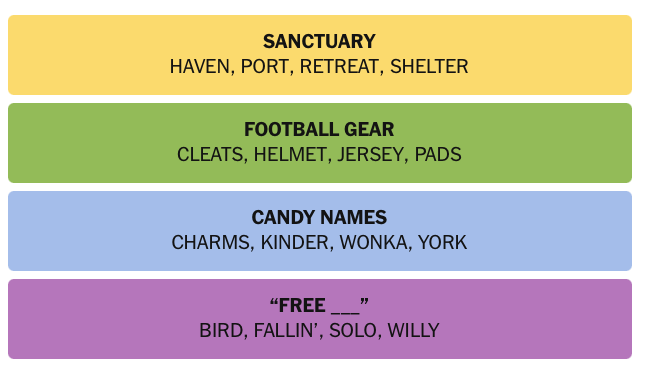 SANCTUARY
HAVEN, PORT, RETREAT, SHELTER
FOOTBALL GEAR
CLEATS, HELMET, JERSEY, PADS
CANDY NAMES
CHARMS, KINDER, WONKA, YORK
“FREE ___”
BIRD, FALLIN’, SOLO, WILLY